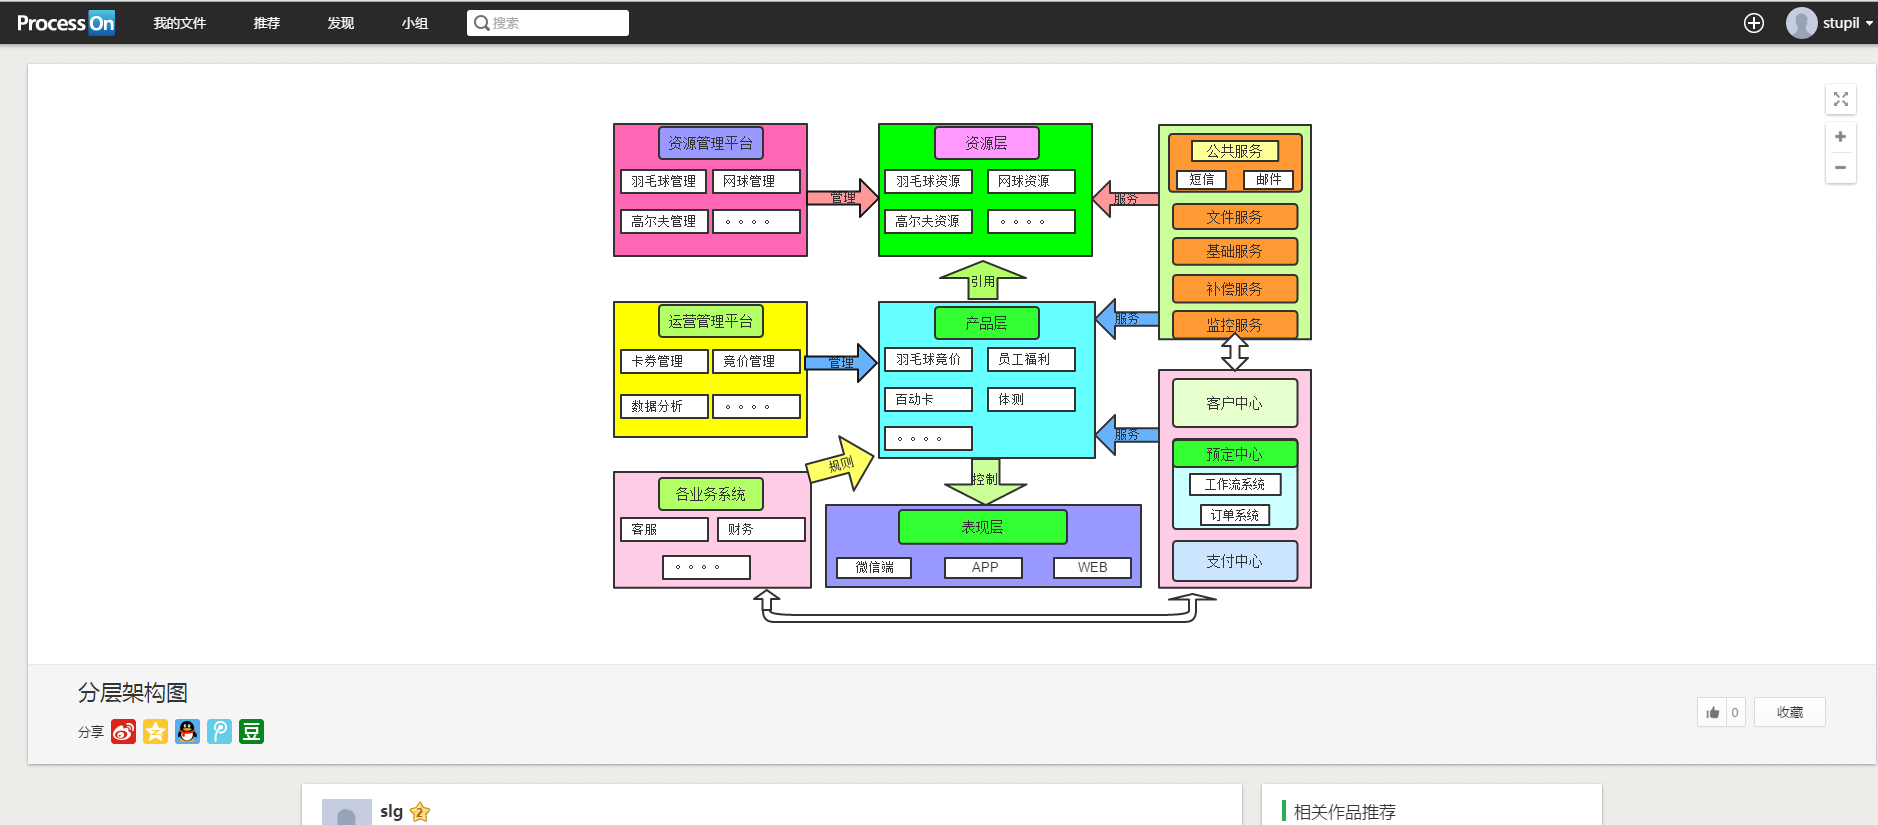 ProcessOn 我的文件 推荐 发现 小组 搜索 stupil
资源管理平台
羽毛球管理 网球管理
高尔夫管理 。。。。
管理
资源层
羽毛球资源 网球资源
高尔夫资源 。。。。
服务
公共服务
短信 邮件
文件服务
基础服务
补偿服务
监控服务
引用
运营管理平台
卡券管理 竟价管理
数据分析 。。。。
管理
产品层
羽毛球竟价 员工福利
百动卡 体测
。。。。
服务
服务
客户中心
预定中心
工作流系统
订单系统
支付中心
规则
控制
各业务系统
客服 财务
。。。。
表现层
微信端 APP WEB
分层架构图
分享
豆
0 收藏
slg 2
相关作品推荐